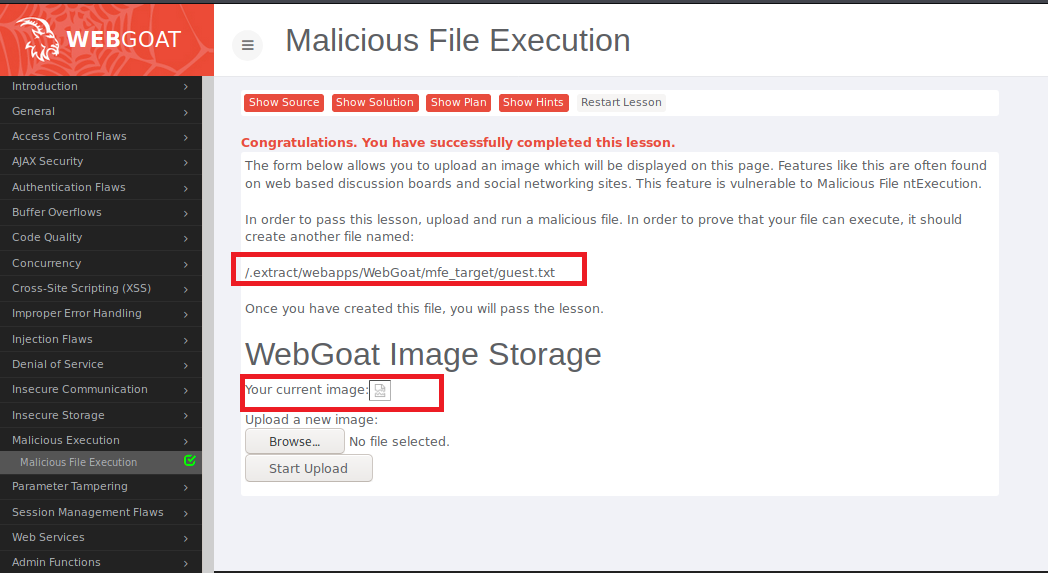 WEBGOAT
Malicious File Execution
Introduction
General
Access Control Flaws
AJAX Security
Authentication Flaws
Buffer Overflows
Code Quality
Concurrency
Cross-Site Scripting (XSS)
Improper Error Handling
Injection Flaws
Denial of Service
Insecure Communication
Insecure Storage
Malicious Execution
Malicious File Execution
Parameter Tampering
Session Management Flaws
Web Services
Admin Functions
Show Source Show Solution Show Plan Show Hints Restart Lesson
Congratulations. You have successfully completed this lesson.
The form below allows you to upload an image which will be displayed on this page. Features like this are often found
on web based discussion boards and social networking sites. This feature is vulnerable to Malicious File ntExecution.
In order to pass this lesson, upload and run a malicious file. In order to prove that your file can execute, it should
create another file named:
/.extract/webapps/WebGoat/mfe_target/guest.txt
Once you have created this file, you will pass the lesson.
WebGoat Image Storage
Your current image:
Upload a new image:
Browse... No file selected.
Start Upload